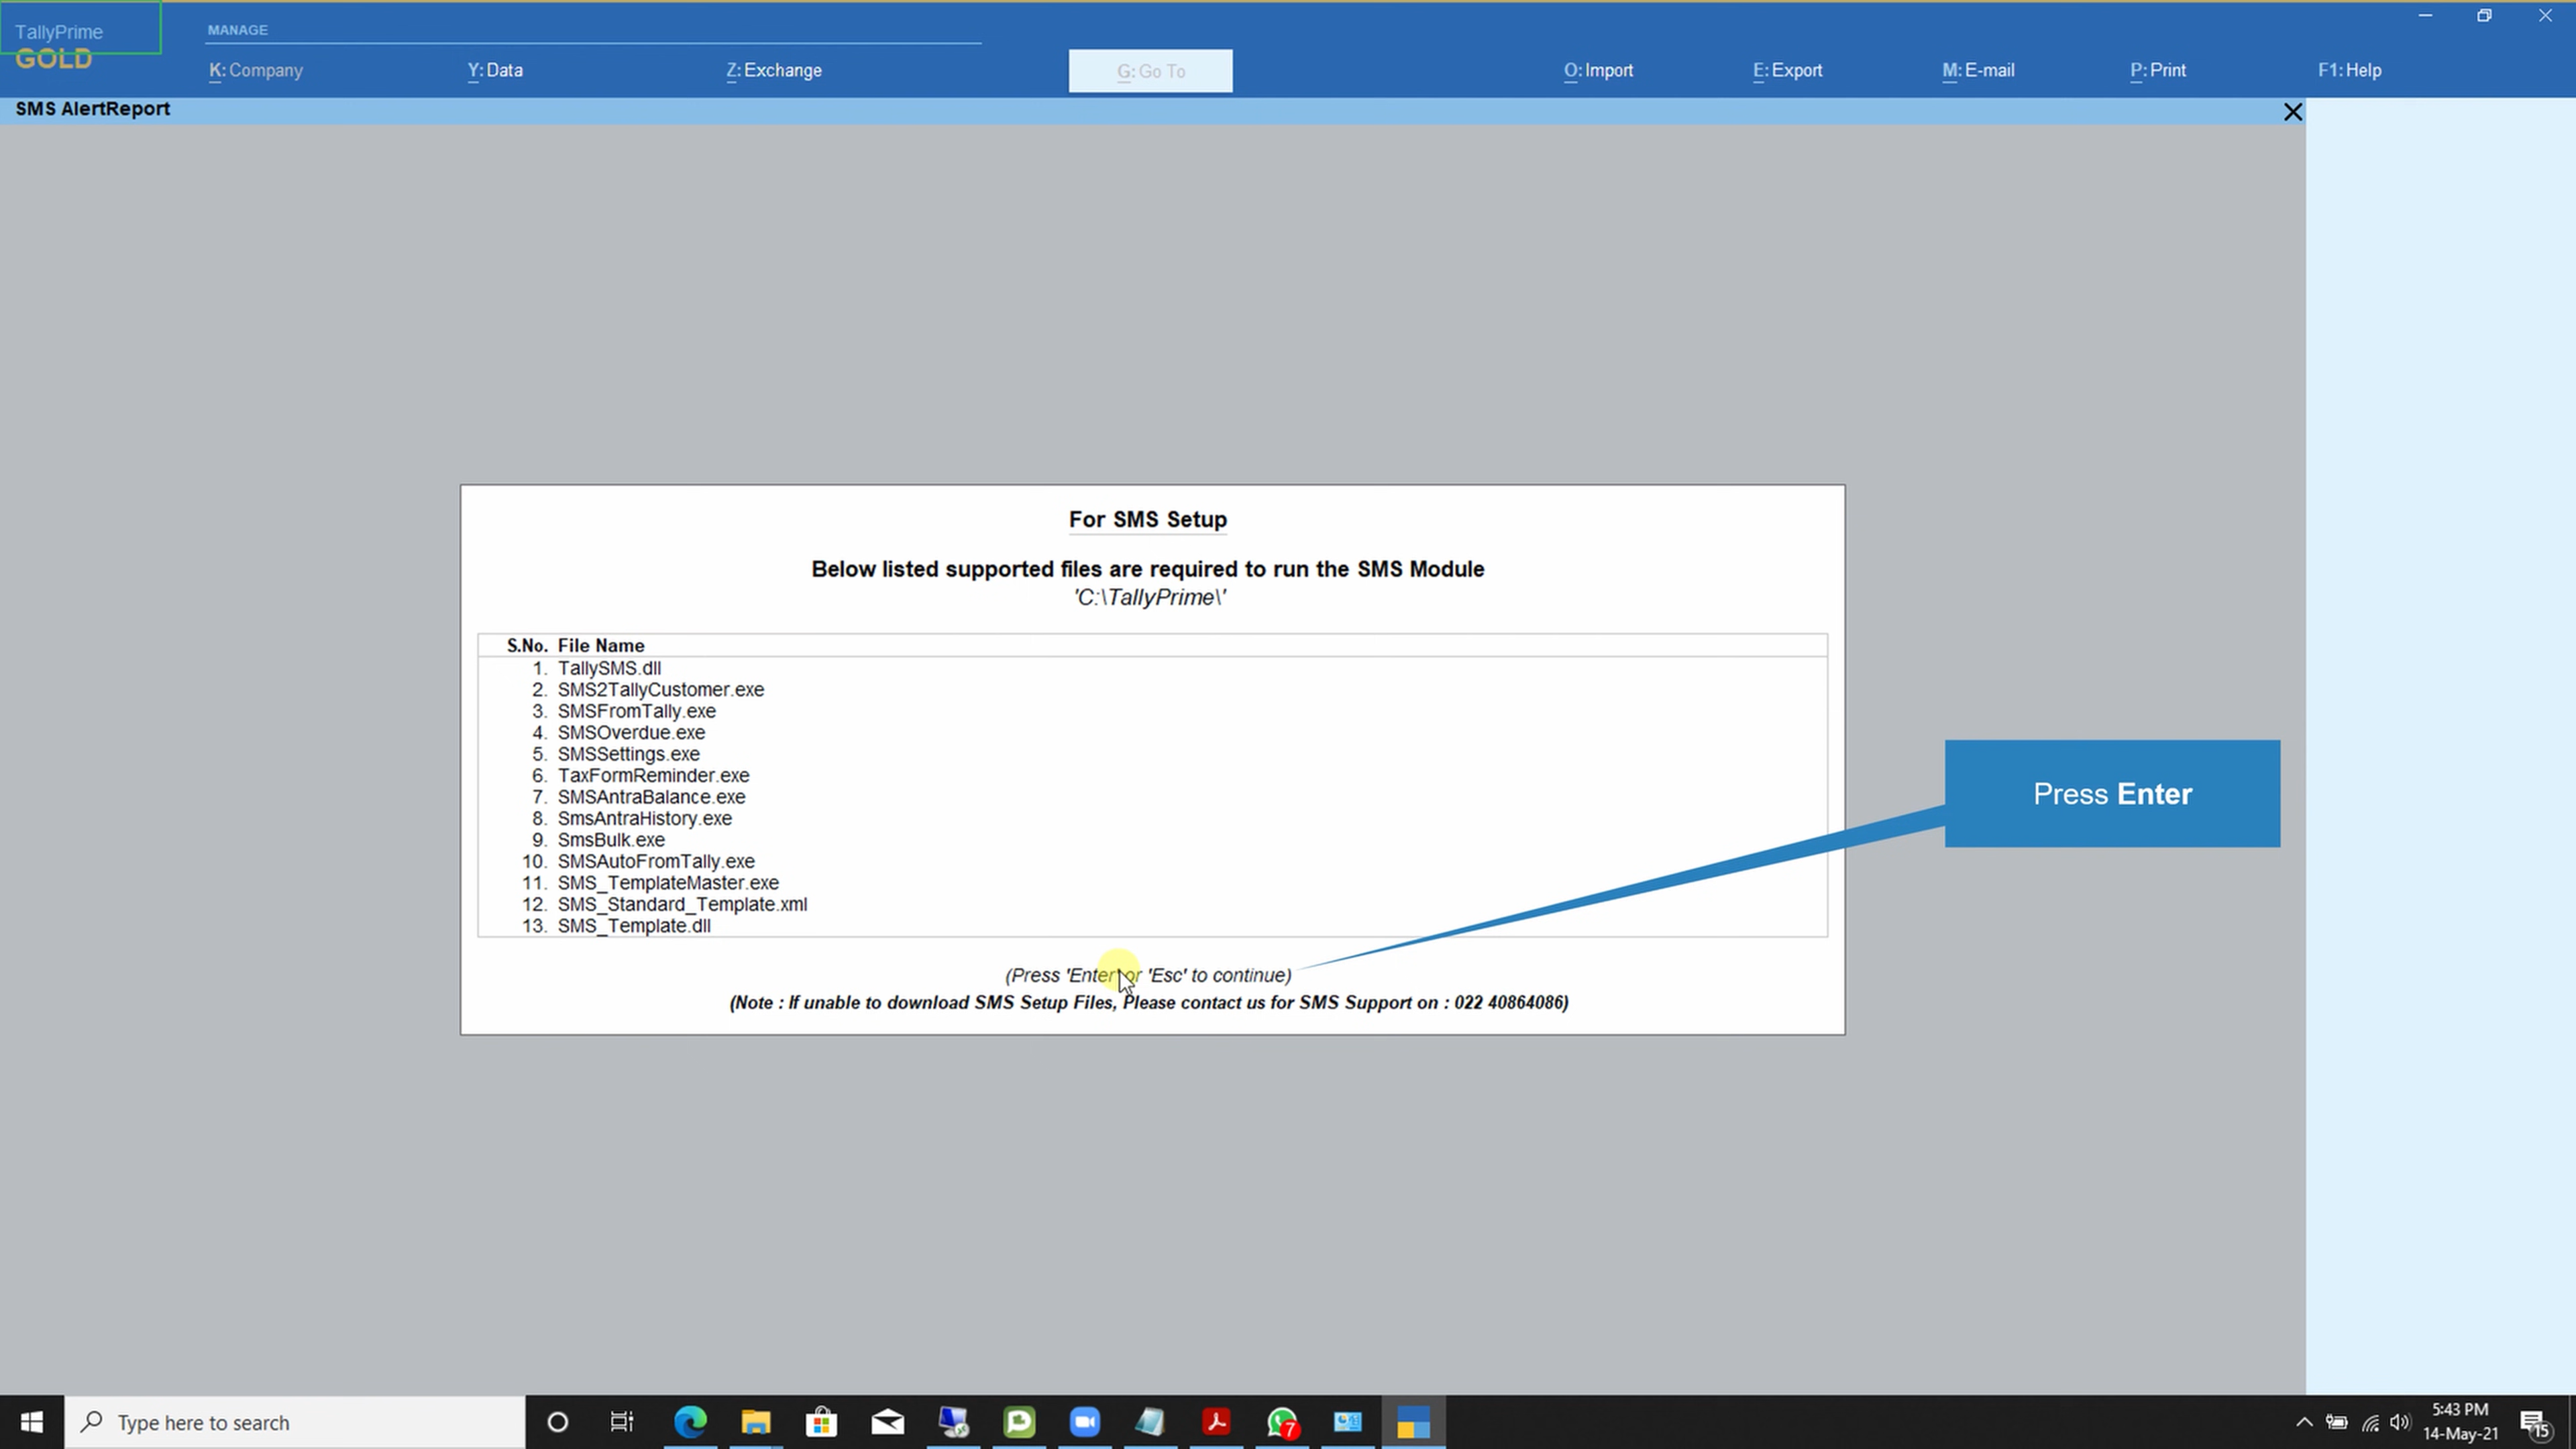 TallyPrime
GOLD
MANAGE
K: Company
Y: Data
Z: Exchange
G: Go To
O: Import
E: Export
M: E-mail
P: Print
F1: Help
SMS AlertReport
For SMS Setup
Below listed supported files are required to run the SMS Module
'C:\TallyPrime\'
S.No. File Name
1. TallySMS.dll
2. SMS2TallyCustomer.exe
3. SMSFromTally.exe
4. SMSOverdue.exe
5. SMSSettings.exe
6. TaxFormReminder.exe
7. SMSAntraBalance.exe
8. SmsAntraHistory.exe
9. SmsBulk.exe
10. SMSAutoFromTally.exe
11. SMS_TemplateMaster.exe
12. SMS_Standard_Template.xml
13. SMS_Template.dll
(Press 'Enter' or 'Esc' to continue)
(Note : If unable to download SMS Setup Files, Please contact us for SMS Support on : 022 40864086)
Press Enter
Type here to search
7
5:43 PM
14-May-21
15